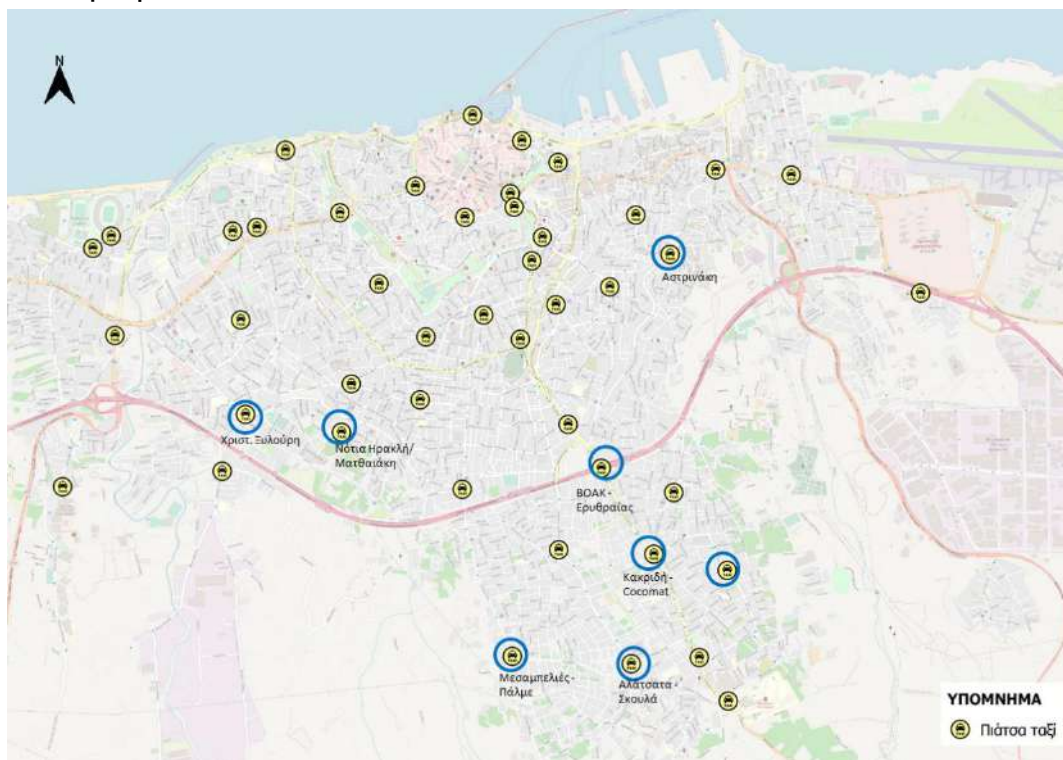 N
Αστρινάκη
Χριστ. Ξυλούρη
Νότια Ηρακλή/
Ματθαιάκη
ΒΟΑΚ -
Ερυθραίας
Κακριδή -
Cocomat
Μεσαμπελιές -
Πάλμε
Αλάτσατα -
Σκουλά
ΥΠΟΜΝΗΜΑ
Πιάτσα ταξί